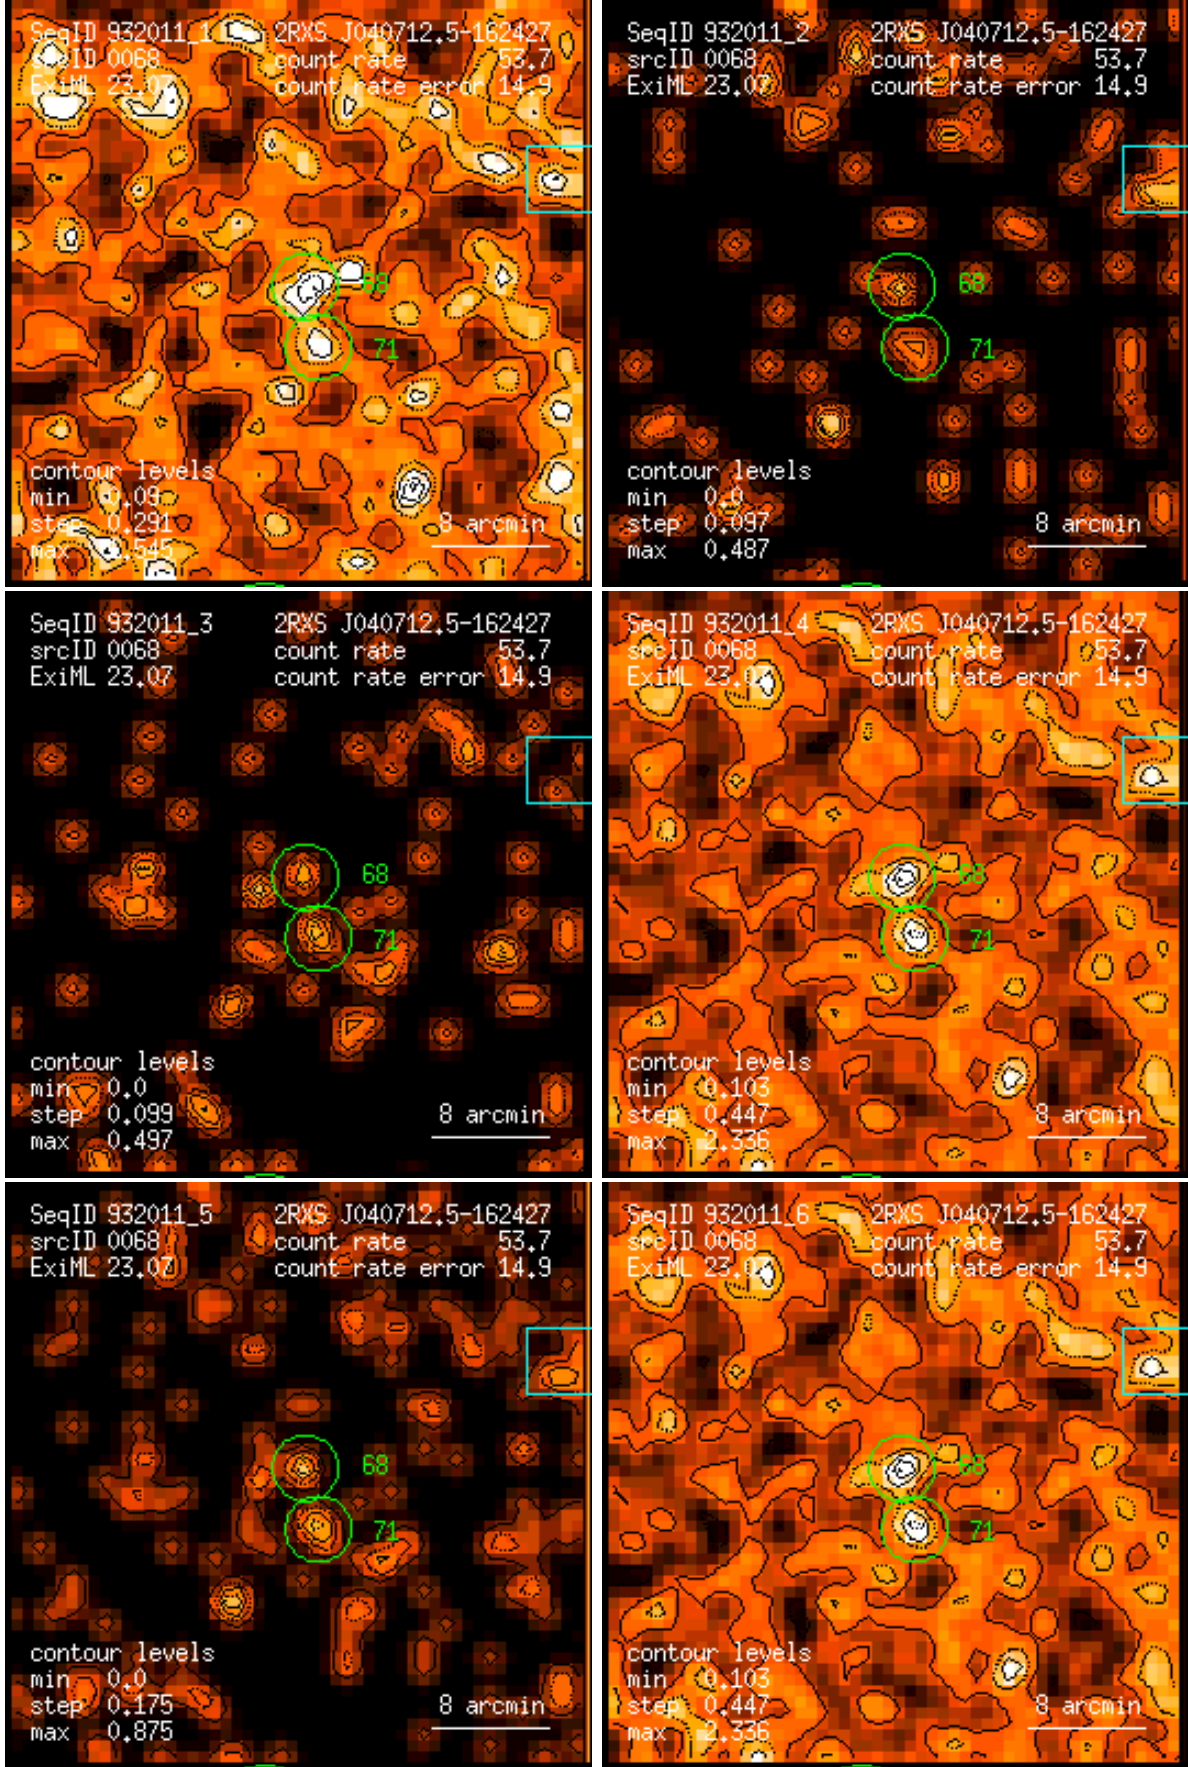 SeqID 932011_1 2RXS J040712.5-162427
srcID 0068 count rate 53.7
ExiML 23.07 count rate error 14.9
68
71
contour levels
min 0.09
step 0.291
max .545 8 arcmin
SeqID 932011_2 2RXS J040712.5-162427
srcID 0068 count rate 53.7
ExiML 23.07 count rate error 14.9
68
71
contour levels
min 0.0
step 0.097
max 0.487 8 arcmin
SeqID 932011_3 2RXS J040712.5-162427
srcID 0068 count rate 53.7
ExiML 23.07 count rate error 14.9
68
71
contour levels
min 0.0
step 0.099
max 0.497 8 arcmin
SeqID 932011_4 2RXS J040712.5-162427
srcID 0068 count rate 53.7
ExiML 23.07 count rate error 14.9
68
71
contour levels
min 0.103
step 0.447
max 2.336 8 arcmin
SeqID 932011_5 2RXS J040712.5-162427
srcID 0068 count rate 53.7
ExiML 23.07 count rate error 14.9
68
71
contour levels
min 0.0
step 0.175
max 0.875 8 arcmin
SeqID 932011_6 2RXS J040712.5-162427
srcID 0068 count rate 53.7
ExiML 23.07 count rate error 14.9
68
71
contour levels
min 0.103
step 0.447
max 2.336 8 arcmin